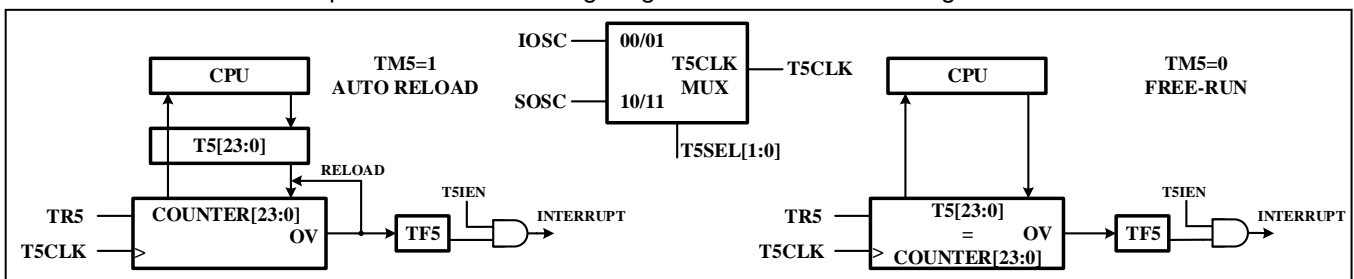 IOSC
00/01
T5CLK
MUX
T5CLK
SOSC
10/11
T5SEL[1:0]
TM5=1
AUTO RELOAD
CPU
T5[23:0]
RELOAD
TR5
T5CLK
COUNTER[23:0]
OV
TF5
T5IEN
INTERRUPT
TM5=0
FREE-RUN
CPU
TR5
T5CLK
T5[23:0]
=
COUNTER[23:0]
OV
TF5
T5IEN
INTERRUPT